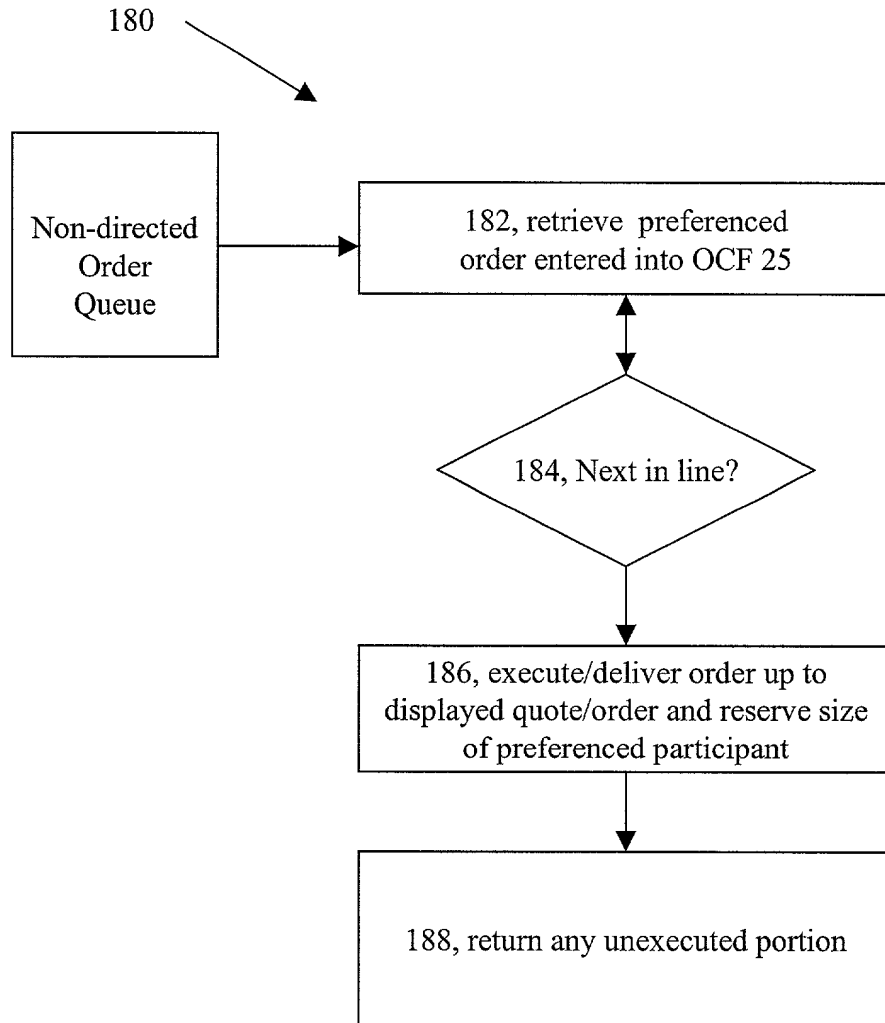 180
Non-directed
Order
Queue
182, retrieve preferenced
order entered into OCF 25
184, Next in line?
186, execute/deliver order up to
displayed quote/order and reserve size
of preferenced participant
188, return any unexecuted portion